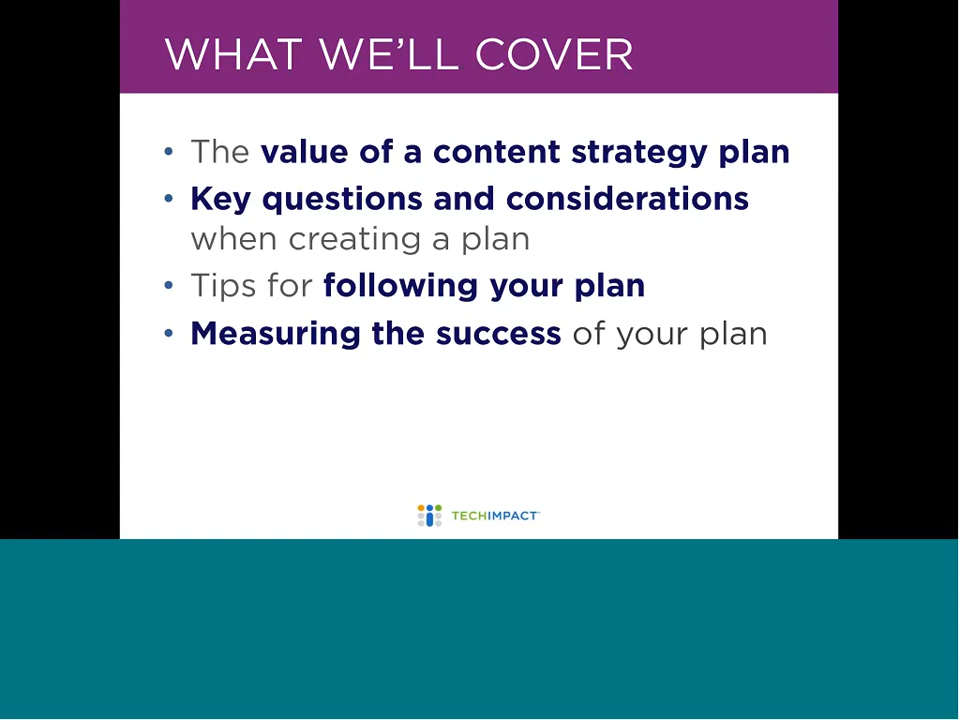 WHAT WE’LL COVER
• The value of a content strategy plan
• Key questions and considerations
when creating a plan
• Tips for following your plan
• Measuring the success of your plan
TECHIMPACT™